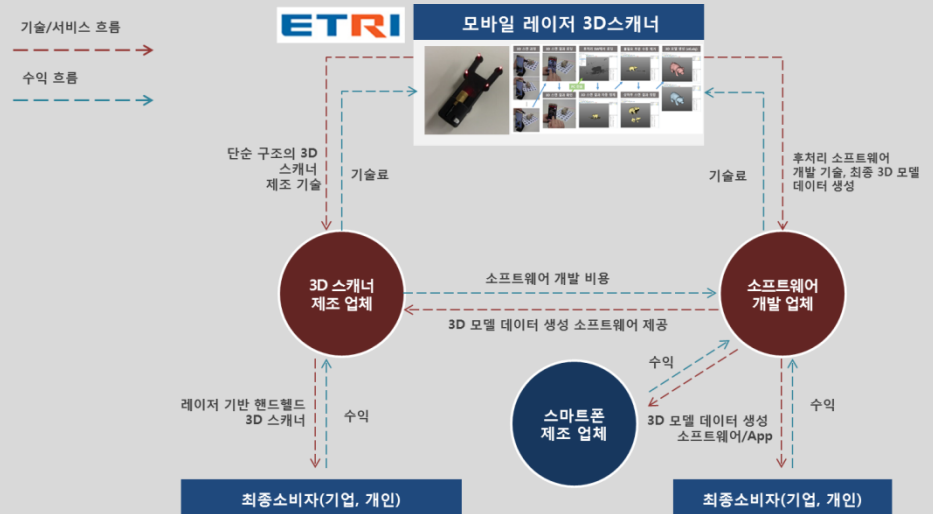 기술/서비스 흐름
수익 흐름
ETRI
모바일 레이저 3D스캐너
단순 구조의 3D
스캐너
제조 기술
기술료
기술료
후처리 소프트웨어
개발 기술, 최종 3D 모델
데이터 생성
3D 스캐너
제조 업체
소프트웨어 개발 비용
3D 모델 데이터 생성 소프트웨어 제공
소프트웨어
개발 업체
레이저 기반 핸드헬드
3D 스캐너
수익
스마트폰
제조 업체
수익
3D 모델 데이터 생성
소프트웨어/App
수익
최종소비자(기업, 개인)
최종소비자(기업, 개인)